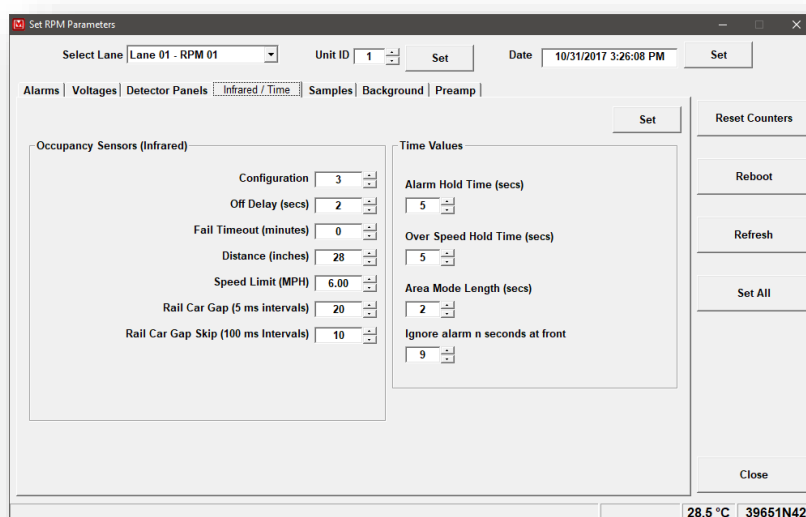 Set RPM Parameters
Select Lane Lane 01 - RPM 01 Unit ID 1 Set Date 10/31/2017 3:26:08 PM Set
Alarms Voltages Detector Panels Infrared / Time Samples Background Preamp
Set
Reset Counters
Reboot
Refresh
Set All
Close
Occupancy Sensors (Infrared)
Configuration 3
Off Delay (secs) 2
Fail Timeout (minutes) 0
Distance (inches) 28
Speed Limit (MPH) 6.00
Rail Car Gap (5 ms intervals) 20
Rail Car Gap Skip (100 ms Intervals) 10
Time Values
Alarm Hold Time (secs)
5
Over Speed Hold Time (secs)
5
Area Mode Length (secs)
2
Ignore alarm n seconds at front
9
28.5 °C 39651N42